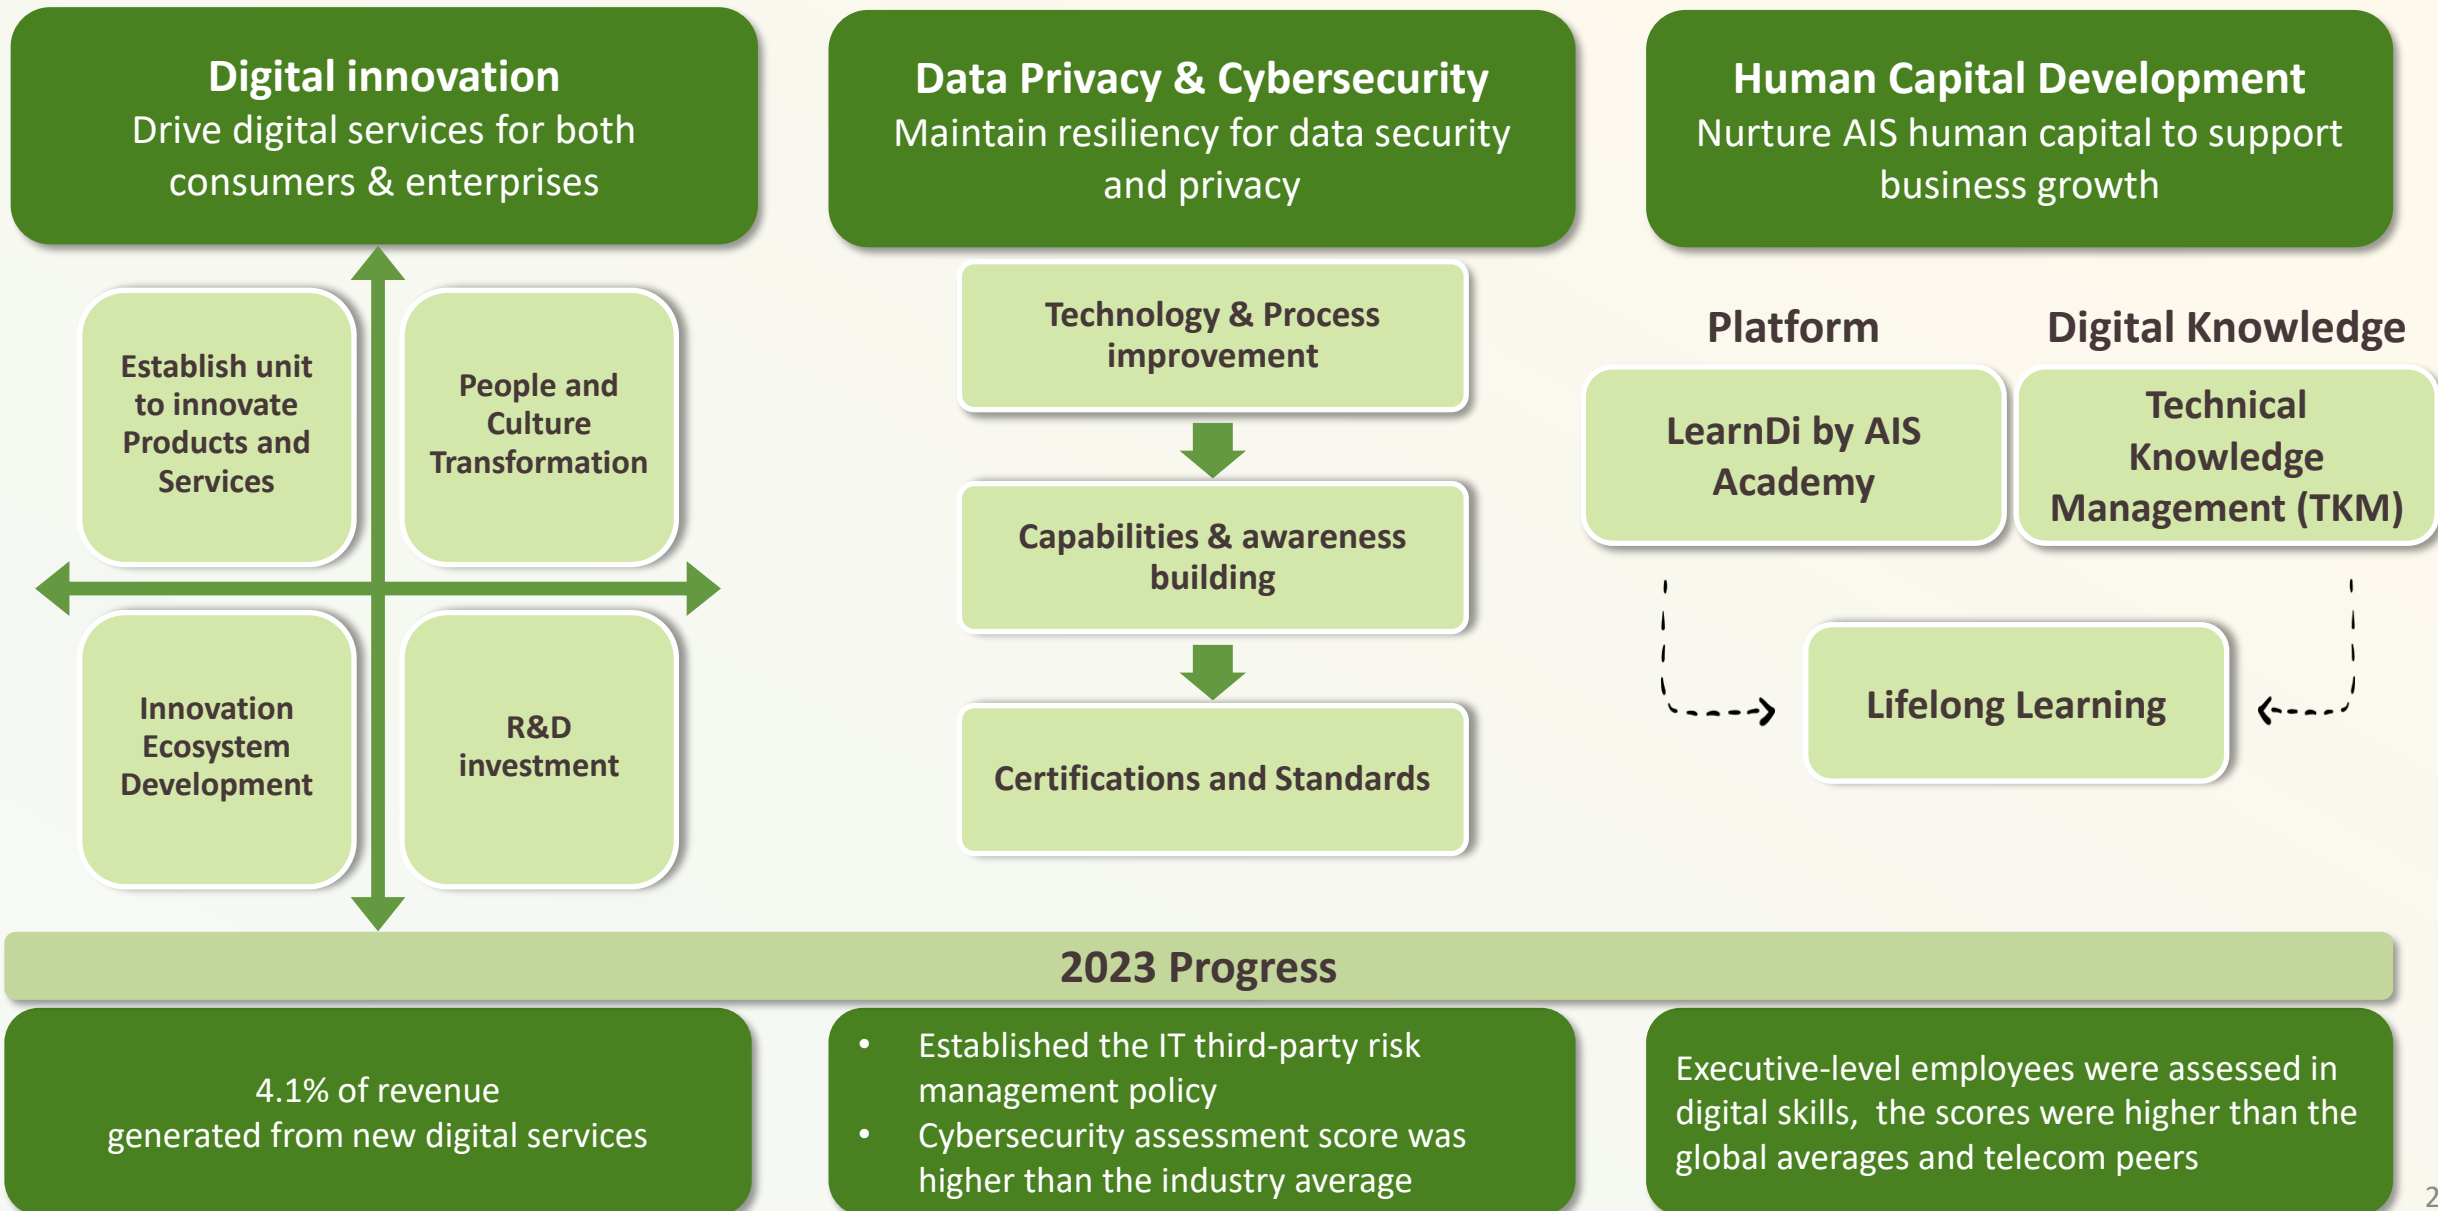 Digital innovation
Drive digital services for both
consumers & enterprises
Establish unit
to innovate
Products and
Services
People and
Culture
Transformation
Innovation
Ecosystem
Development
R&D
investment
Data Privacy & Cybersecurity
Maintain resiliency for data security
and privacy
Technology & Process
improvement
Capabilities & awareness
building
Certifications and Standards
Human Capital Development
Nurture AIS human capital to support
business growth
Platform
LearnDi by AIS
Academy
Digital Knowledge
Technical
Knowledge
Management (TKM)
Lifelong Learning
2023 Progress
4.1% of revenue
generated from new digital services
• Established the IT third-party risk
management policy
• Cybersecurity assessment score was
higher than the industry average
Executive-level employees were assessed in
digital skills,  the scores were higher than the
global averages and telecom peers